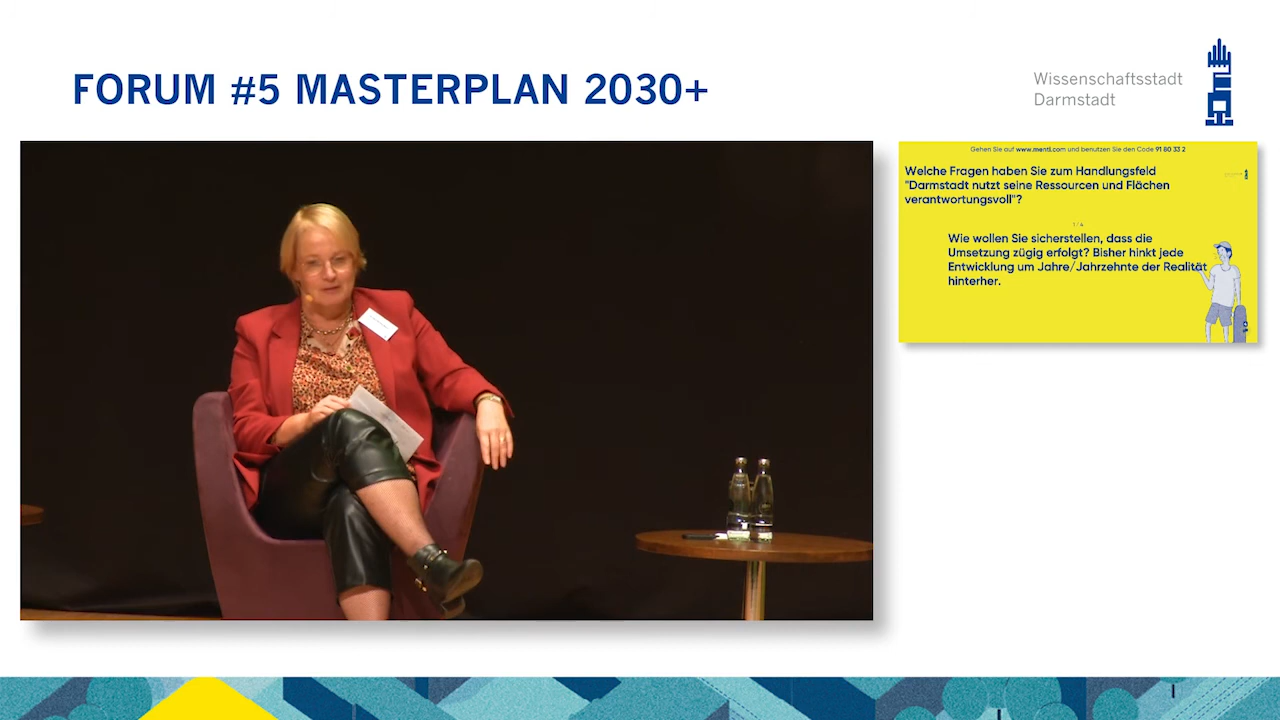 FORUM #5 MASTERPLAN 2030+
Wissenschaftsstadt
Darmstadt
Gehen Sie auf www.menti.com und benutzen Sie den Code 91 80 33 2
Welche Fragen haben Sie zum Handlungsfeld
"Darmstadt nutzt seine Ressourcen und Flächen
verantwortungsvoll"?
1 / 4
Wie wollen Sie sicherstellen, dass die
Umsetzung zügig erfolgt? Bisher hinkt jede
Entwicklung um Jahre/Jahrzehnte der Realität
hinterher.